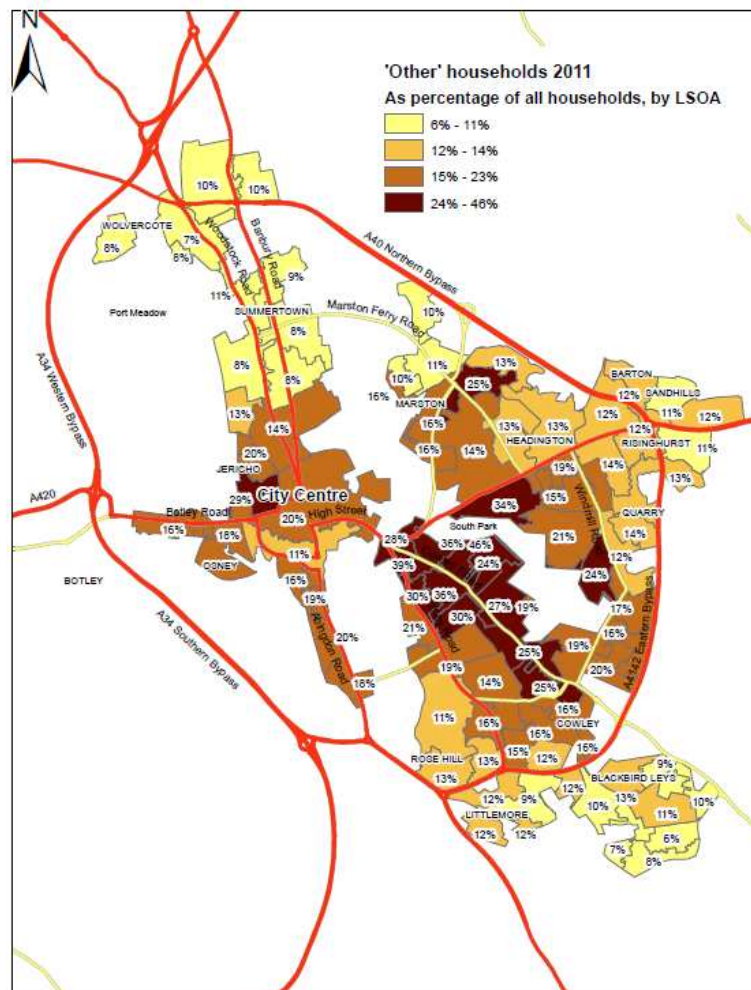 N
'Other' households 2011
As percentage of all households, by LSOA
6% - 11%
12% - 14%
15% - 23%
24% - 46%
10%
10%
WOLVERCOTE
8%
7%
Woodstock Road
Banbury Road
A40 Northern Bypass
9%
11%
Port Meadow
SUMMERTOWN
8%
Marston Ferry Road
10%
A34 Western Bypass
8%
8%
11%
10%
25%
13%
16%
MARSTON
BARTON
12%
SANDHILLS
11%
12%
13%
14%
16%
16%
14%
13%
13%
HEADINGTON
12%
12%
RISINGHURST
11%
20%
JERICHO
29%
City Centre
19%
15%
14%
13%
A420
Botley Road
20%
High Street
34%
Windmill Road
QUARRY
16%
18%
OSNEY
11%
28%
South Park
36%
46%
21%
14%
BOTLEY
16%
39%
24%
24%
12%
19%
30%
36%
27%
19%
17%
Abingdon Road
20%
21%
30%
16%
A34 Southern Bypass
25%
19%
A4142 Eastern Bypass
18%
19%
14%
25%
20%
11%
16%
16%
16%
COWLEY
ROSE HILL
13%
15%
12%
16%
13%
9%
BLACKBIRD LEYS
12%
9%
12%
10%
13%
10%
LITTLEMORE
11%
12%
12%
6%
7%
8%